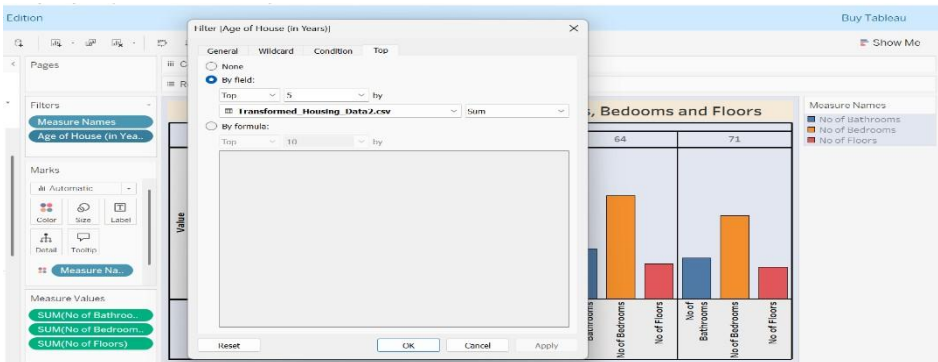 Edition
Buy Tableau
Show Me
Pages
Filters
Measure Names
Age of House (in Yea..
Marks
Automatic
Color
Size
Label
Detail
Tooltip
Measure Na..
Measure Values
SUM(No of Bathroo..
SUM(No of Bedroom..
SUM(No of Floors)
Filter [Age of House (in Years)]
General
Wildcard
Condition
Top
None
By field:
Top
5
by
Transformed_Housing_Data2.csv
Sum
By formula:
Top
10
by
Reset
OK
Cancel
Apply
, Bedooms and Floors
64
71
Value
Bathrooms
No of Bedrooms
No of Floors
No of Bathrooms
No of Bedrooms
No of Floors
Measure Names
No of Bathrooms
No of Bedrooms
No of Floors